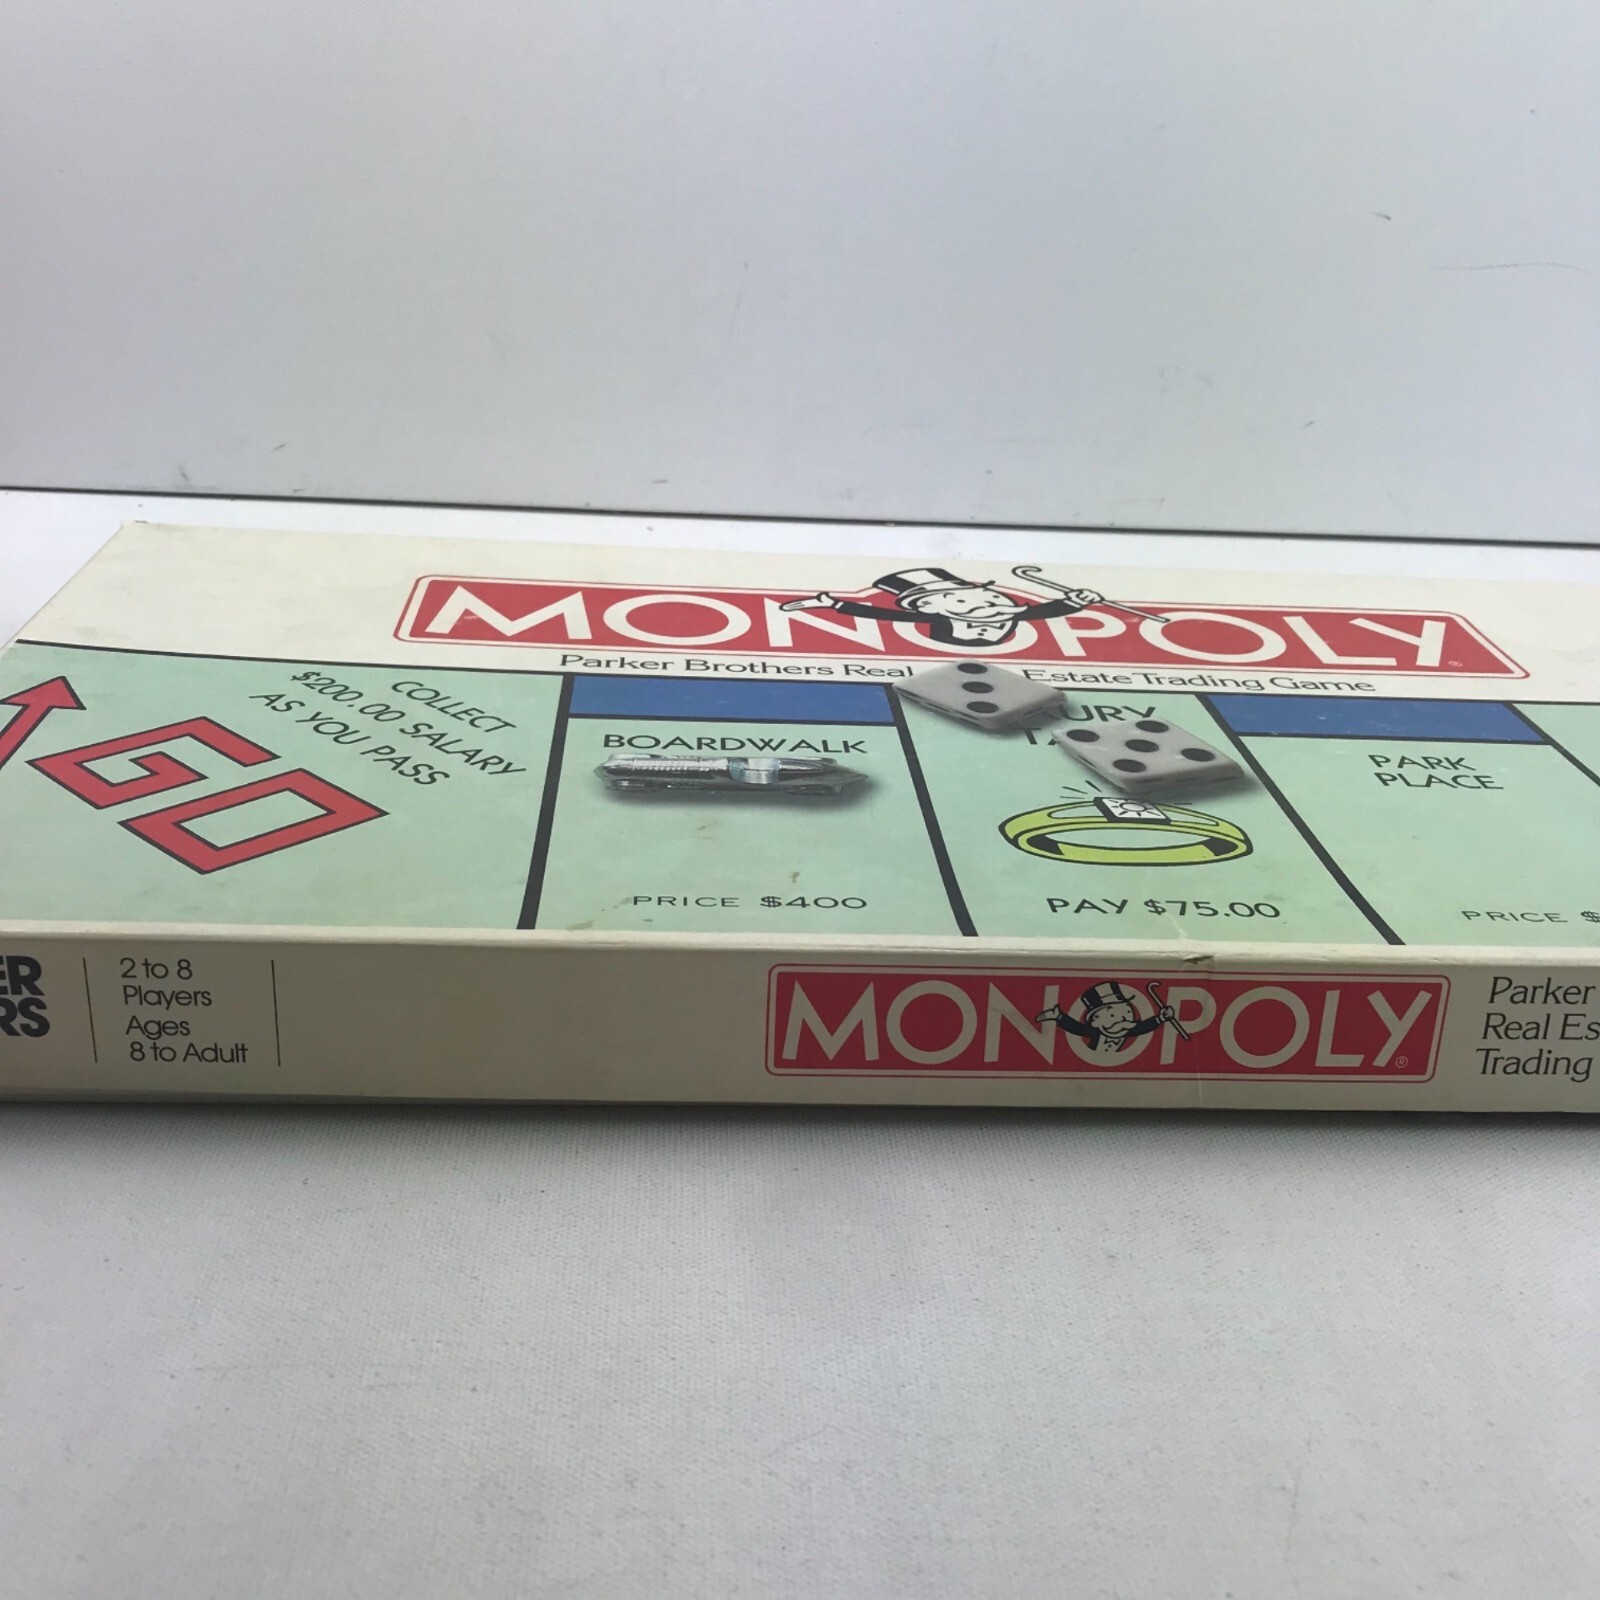 MONOPOLY
Parker Brothers Real Estate Trading Game
COLLECT
$200.00 SALARY
AS YOU PASS
GO
BOARDWALK
PRICE $400
URY
TA
PAY $75.00
PARK
PLACE
PRICE $
ER
RS
2 to 8
Players
Ages
8 to Adult
MONOPOLY®
Parker
Real Es
Trading